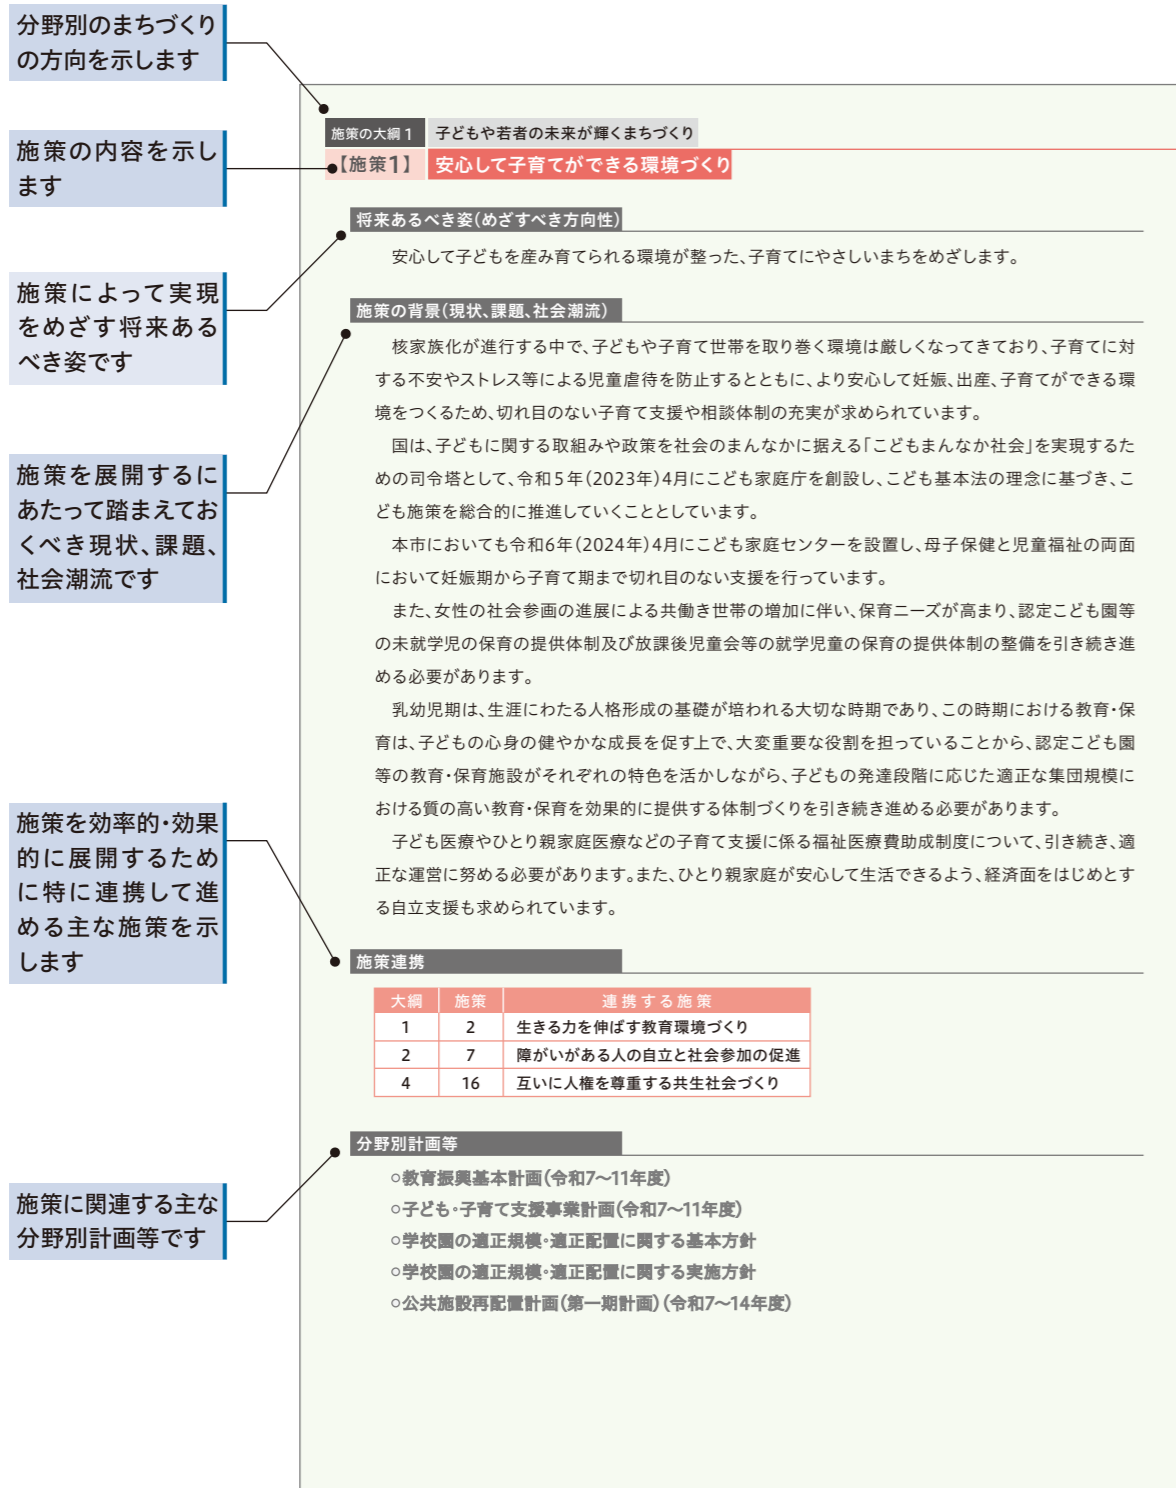 分野別のまちづくり
の方向を示します
施策の内容を示し
ます
施策によって実現
をめざす将来ある
べき姿です
施策を展開するに
あたって踏まえてお
くべき現状、課題、
社会潮流です
施策を効率的・効果
的に展開するため
に特に連携して進
める主な施策を示
します
施策に関連する主な
分野別計画等です
施策の大綱 1 子どもや若者の未来が輝くまちづくり
【施策1】 安心して子育てができる環境づくり
将来あるべき姿(めざすべき方向性)
安心して子どもを産み育てられる環境が整った、子育てにやさしいまちをめざします。
施策の背景(現状、課題、社会潮流)
核家族化が進行する中で、子どもや子育て世帯を取り巻く環境は厳しくなってきており、子育てに対
する不安やストレス等による児童虐待を防止するとともに、より安心して妊娠、出産、子育てができる環
境をつくるため、切れ目のない子育て支援や相談体制の充実が求められています。
国は、子どもに関する取組みや政策を社会のまんなかに据える「こどもまんなか社会」を実現するた
めの司令塔として、令和5年(2023年)4月にこども家庭庁を創設し、こども基本法の理念に基づき、こ
ども施策を総合的に推進していくこととしています。
本市においても令和6年(2024年)4月にこども家庭センターを設置し、母子保健と児童福祉の両面
において妊娠期から子育て期まで切れ目のない支援を行っています。
また、女性の社会参画の進展による共働き世帯の増加に伴い、保育ニーズが高まり、認定こども園等
の未就学児の保育の提供体制及び放課後児童会等の就学児童の保育の提供体制の整備を引き続き進
める必要があります。
乳幼児期は、生涯にわたる人格形成の基礎が培われる大切な時期であり、この時期における教育・保
育は、子どもの心身の健やかな成長を促す上で、大変重要な役割を担っていることから、認定こども園
等の教育・保育施設がそれぞれの特色を活かしながら、子どもの発達段階に応じた適正な集団規模に
おける質の高い教育・保育を効果的に提供する体制づくりを引き続き進める必要があります。
子ども医療やひとり親家庭医療などの子育て支援に係る福祉医療費助成制度について、引き続き、適
正な運営に努める必要があります。また、ひとり親家庭が安心して生活できるよう、経済面をはじめとす
る自立支援も求められています。
施策連携
大綱 施策 連携する施策
1 2 生きる力を伸ばす教育環境づくり
2 7 障がいがある人の自立と社会参加の促進
4 16 互いに人権を尊重する共生社会づくり
分野別計画等
○教育振興基本計画(令和7～11年度)
○子ども・子育て支援事業計画(令和7～11年度)
○学校園の適正規模・適正配置に関する基本方針
○学校園の適正規模・適正配置に関する実施方針
○公共施設再配置計画(第一期計画)(令和7～14年度)